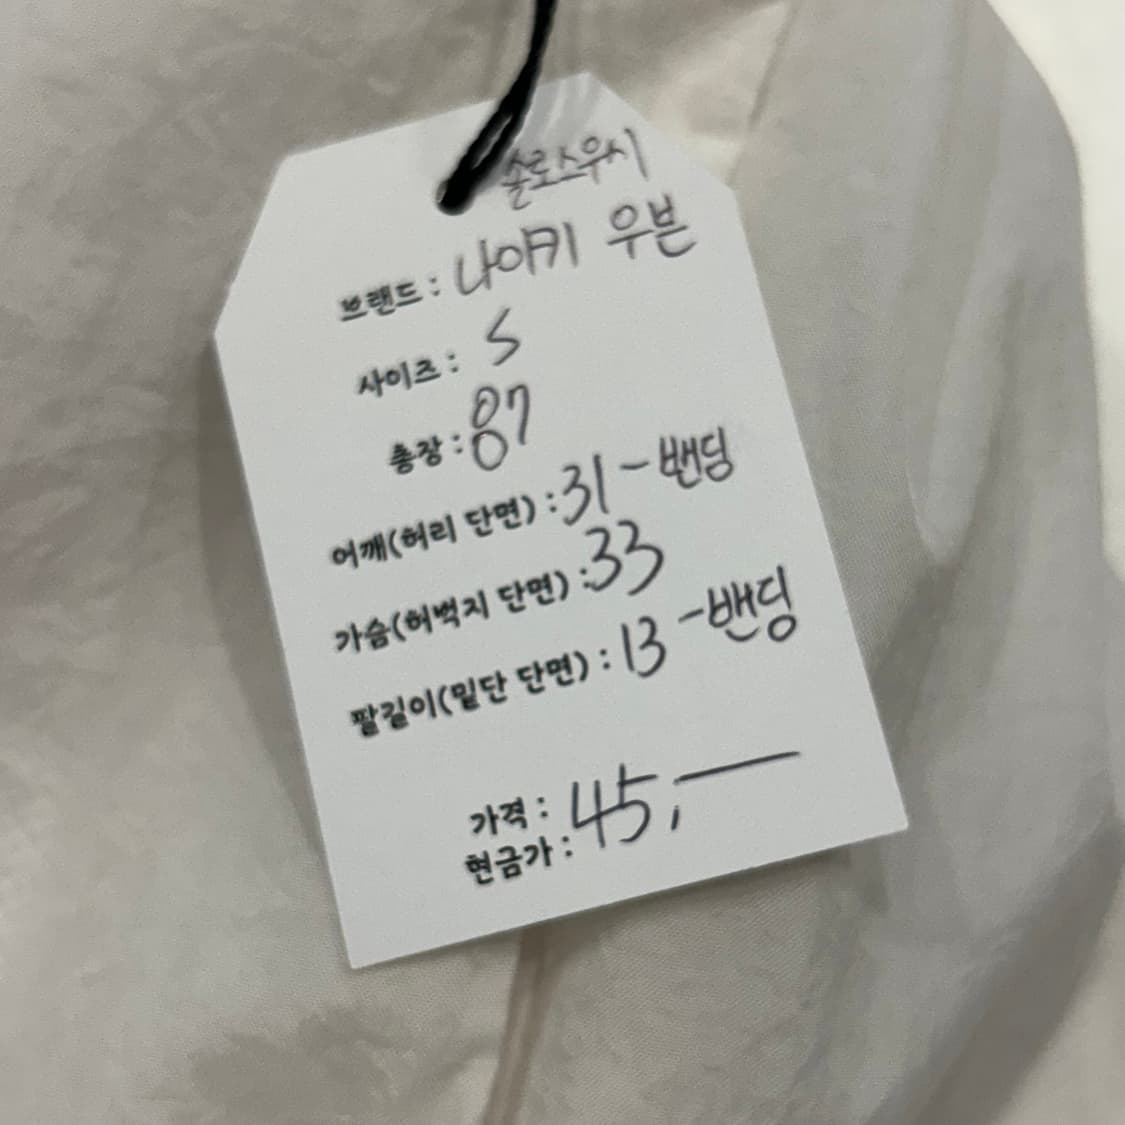 솔로스우시
브랜드 : 나이키 우븐
사이즈 : S
총장 : 87
어깨(허리 단면) : 31 - 밴딩
가슴(허벅지 단면) : 33
팔길이(밑단 단면) : 13 - 밴딩
가격 : 45,—
현금가 :